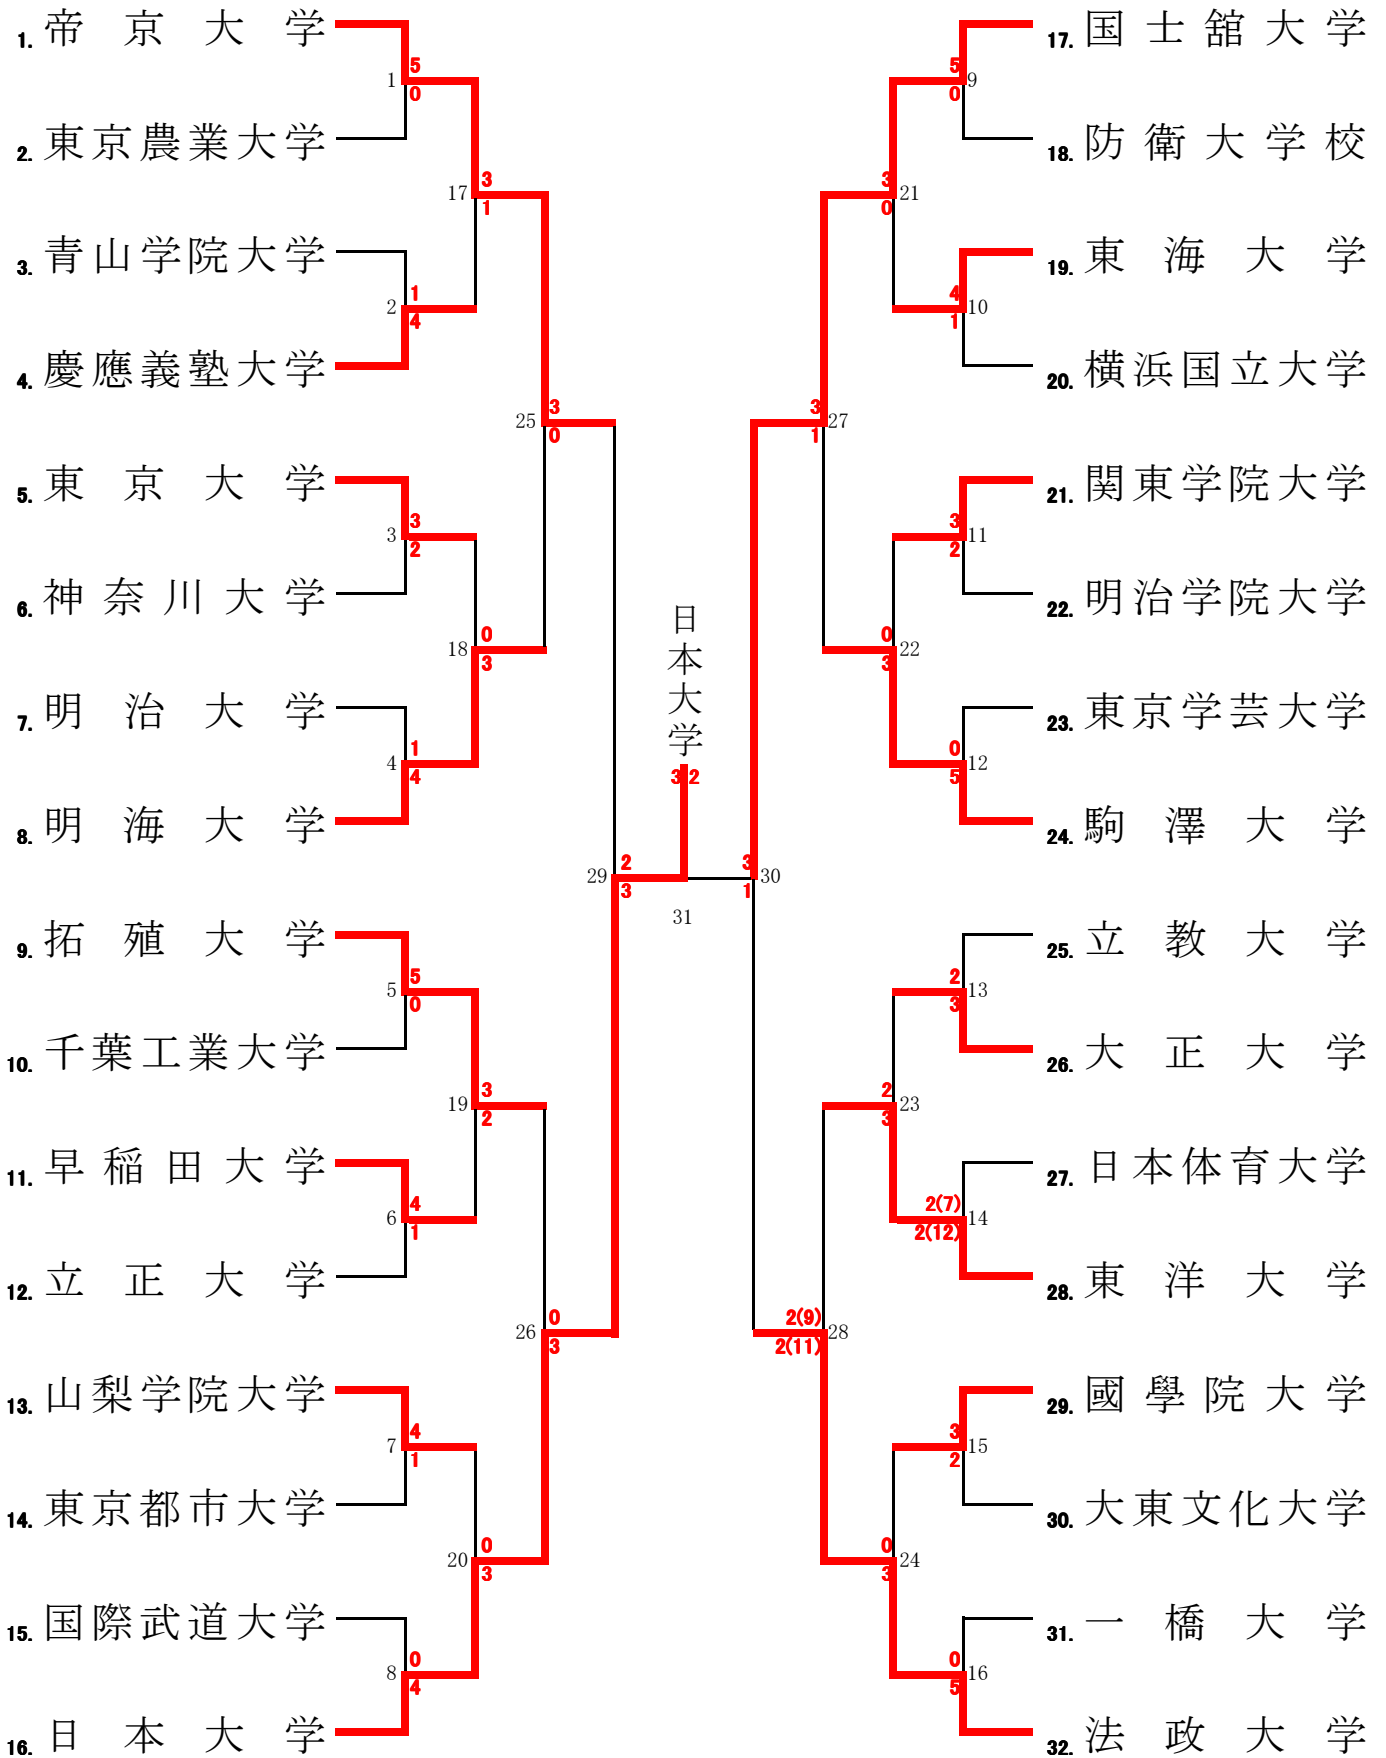 1. 帝京大学
2. 東京農業大学
3. 青山学院大学
4. 慶應義塾大学
5. 東京大学
6. 神奈川大学
7. 明治大学
8. 明海大学
9. 拓殖大学
10. 千葉工業大学
11. 早稲田大学
12. 立正大学
13. 山梨学院大学
14. 東京都市大学
15. 国際武道大学
16. 日本大学
1
5
0
2
1
4
3
3
2
4
1
4
5
5
0
6
4
1
7
4
1
8
0
4
17
3
1
18
0
3
19
3
2
20
0
3
25
3
0
26
0
3
29
2
3
日本大学
3 2
31
3
1
30
3
1
27
2(9)
2(11)
28
3
0
21
0
3
22
2
3
23
0
3
24
5
0
9
4
1
10
3
2
11
0
5
12
2
3
13
2(7)
2(12)
14
3
2
15
0
5
16
17. 国士舘大学
18. 防衛大学校
19. 東海大学
20. 横浜国立大学
21. 関東学院大学
22. 明治学院大学
23. 東京学芸大学
24. 駒澤大学
25. 立教大学
26. 大正大学
27. 日本体育大学
28. 東洋大学
29. 國學院大学
30. 大東文化大学
31. 一橋大学
32. 法政大学